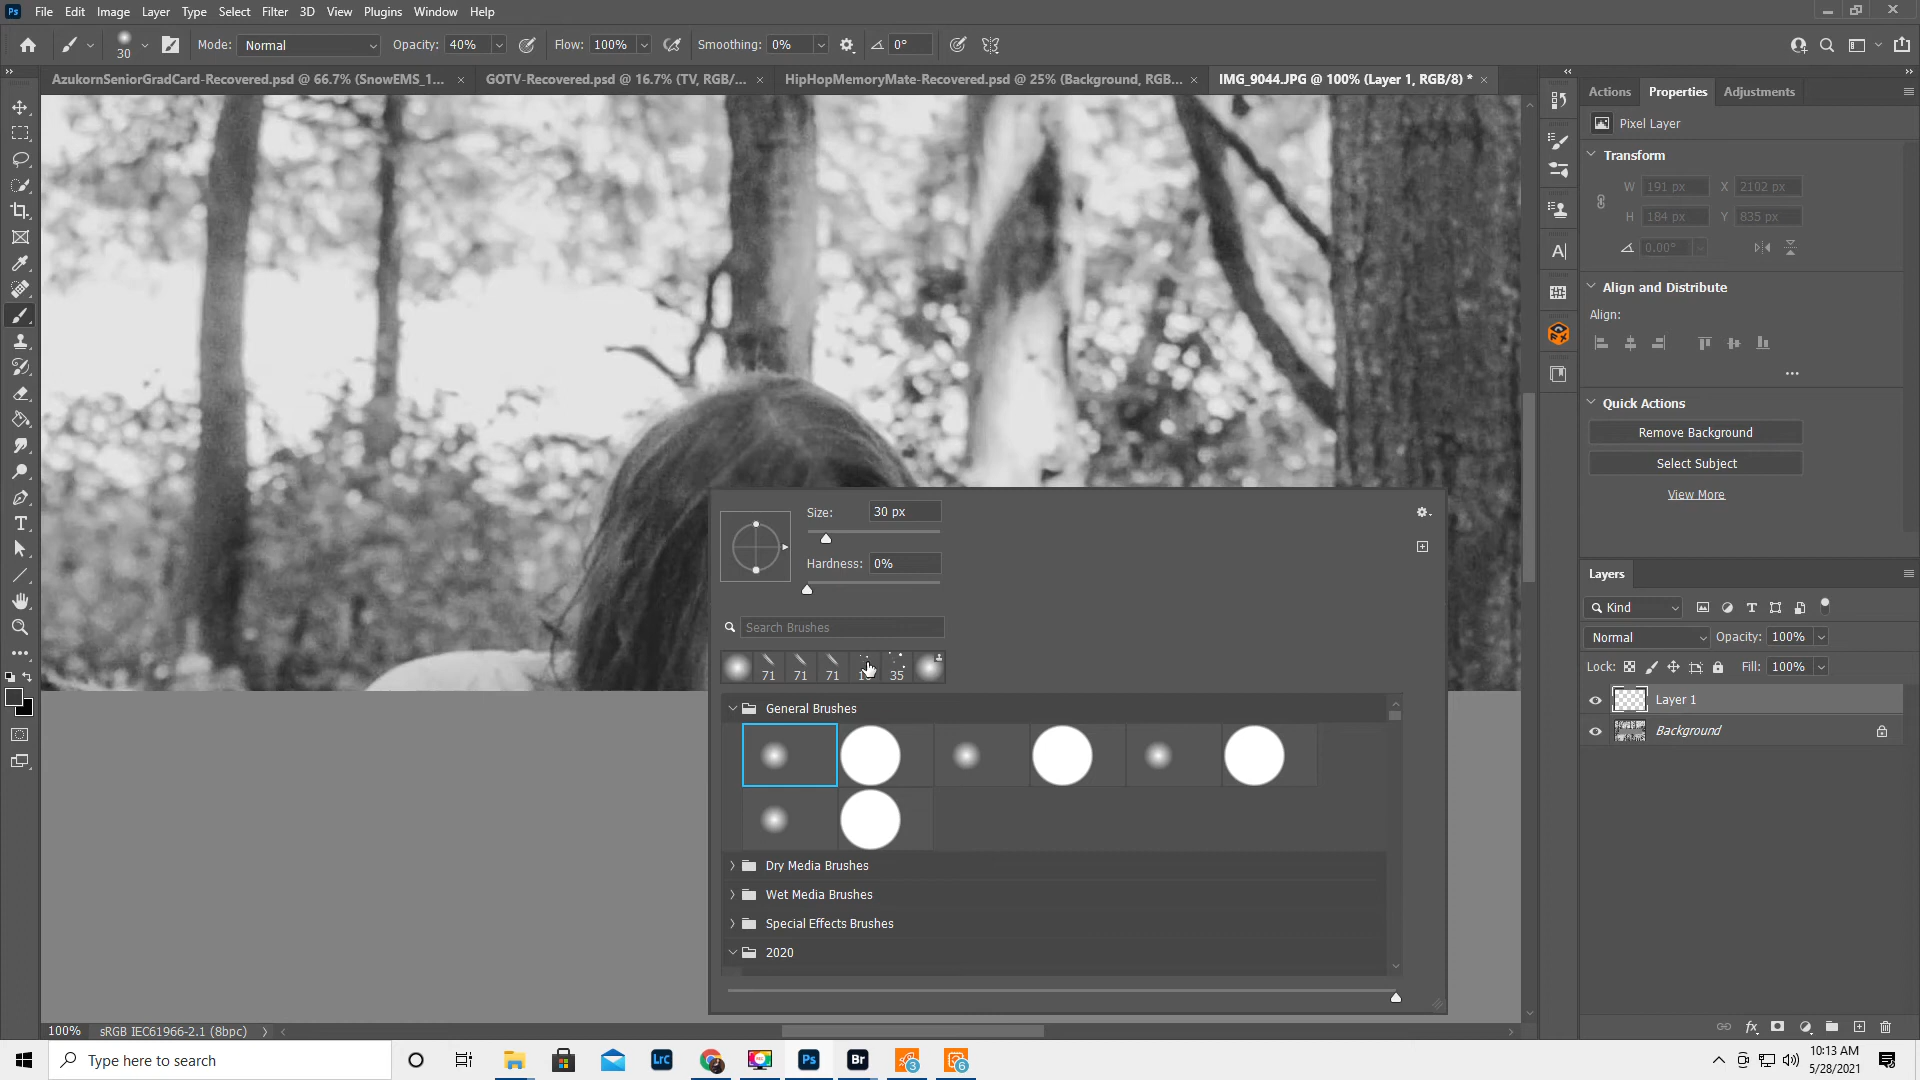 Ps File Edit Image Layer Type Select Filter 3D View Plugins Window Help
30 Mode: Normal Opacity: 40% Flow: 100% Smoothing: 0% 0°
AzukornSeniorGradCard-Recovered.psd @ 66.7% (SnowEMS_1... × GOTV-Recovered.psd @ 16.7% (TV, RGB/... × HipHopMemoryMate-Recovered.psd @ 25% (Background, RGB... × IMG_9044.JPG @ 100% (Layer 1, RGB/8) * ×
Actions Properties Adjustments
Pixel Layer
Transform
W 191 px X 2102 px
H 184 px Y 835 px
0.00°
Align and Distribute
Align:
Quick Actions
Remove Background
Select Subject
View More
Size: 30 px
Hardness: 0%
Search Brushes
71 71 71 35
General Brushes
Dry Media Brushes
Wet Media Brushes
Special Effects Brushes
2020
Layers
Kind
Normal Opacity: 100%
Lock: Fill: 100%
Layer 1
Background
100% sRGB IEC61966-2.1 (8bpc)
Type here to search
Lrc Ps Br 3 6
10:13 AM
5/28/2021